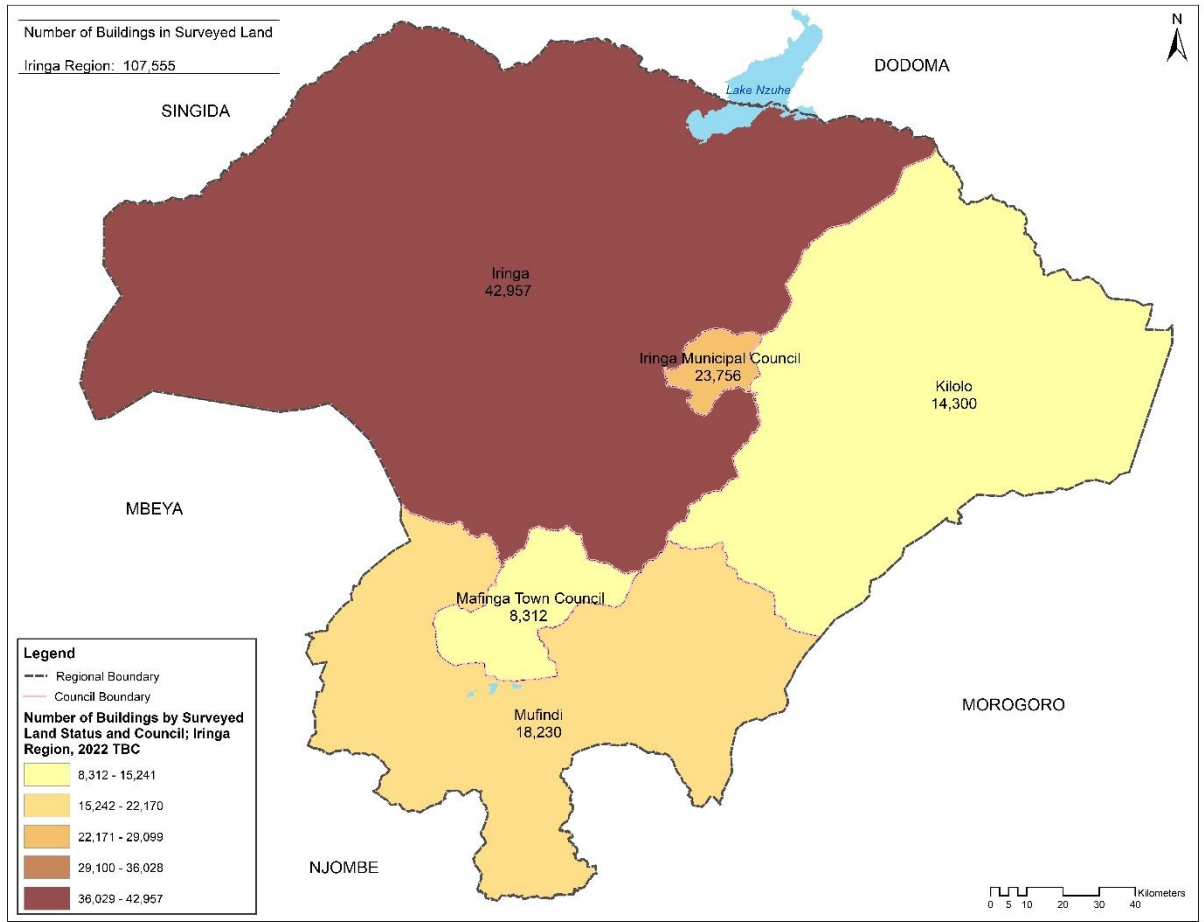 Number of Buildings in Surveyed Land
Iringa Region: 107,555
N
DODOMA
SINGIDA
Lake Nzuhe
Iringa
42,957
Iringa Municipal Council
23,756
Kilolo
14,300
MBEYA
Mafinga Town Council
8,312
Mufindi
18,230
MOROGORO
NJOMBE
Legend
Regional Boundary
Council Boundary
Number of Buildings by Surveyed
Land Status and Council; Iringa
Region, 2022 TBC
8,312 - 15,241
15,242 - 22,170
22,171 - 29,099
29,100 - 36,028
36,029 - 42,957
Kilometers
0 5 10 20 30 40